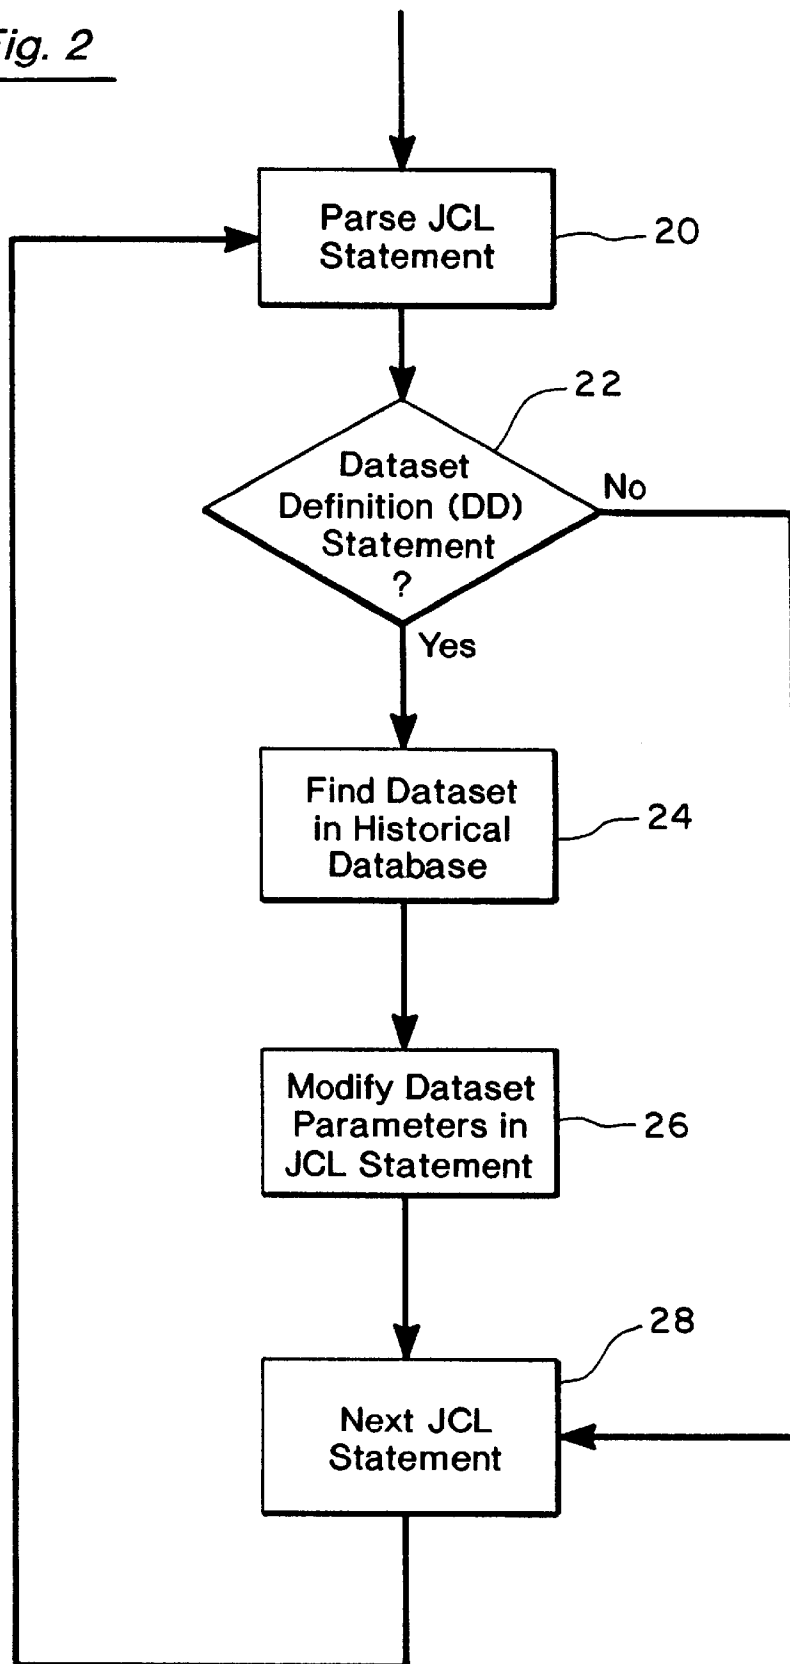 Fig. 2
Parse JCL
Statement
20
22
Dataset
Definition (DD)
Statement
?
No
Yes
Find Dataset
in Historical
Database
24
Modify Dataset
Parameters in
JCL Statement
26
28
Next JCL
Statement